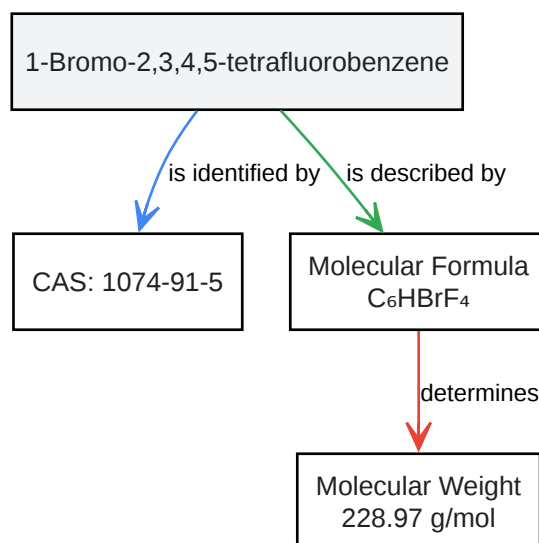 1-Bromo-2,3,4,5-tetrafluorobenzene
is identified by
is described by
CAS: 1074-91-5
Molecular Formula
C₆HBrF₄
determines
Molecular Weight
228.97 g/mol